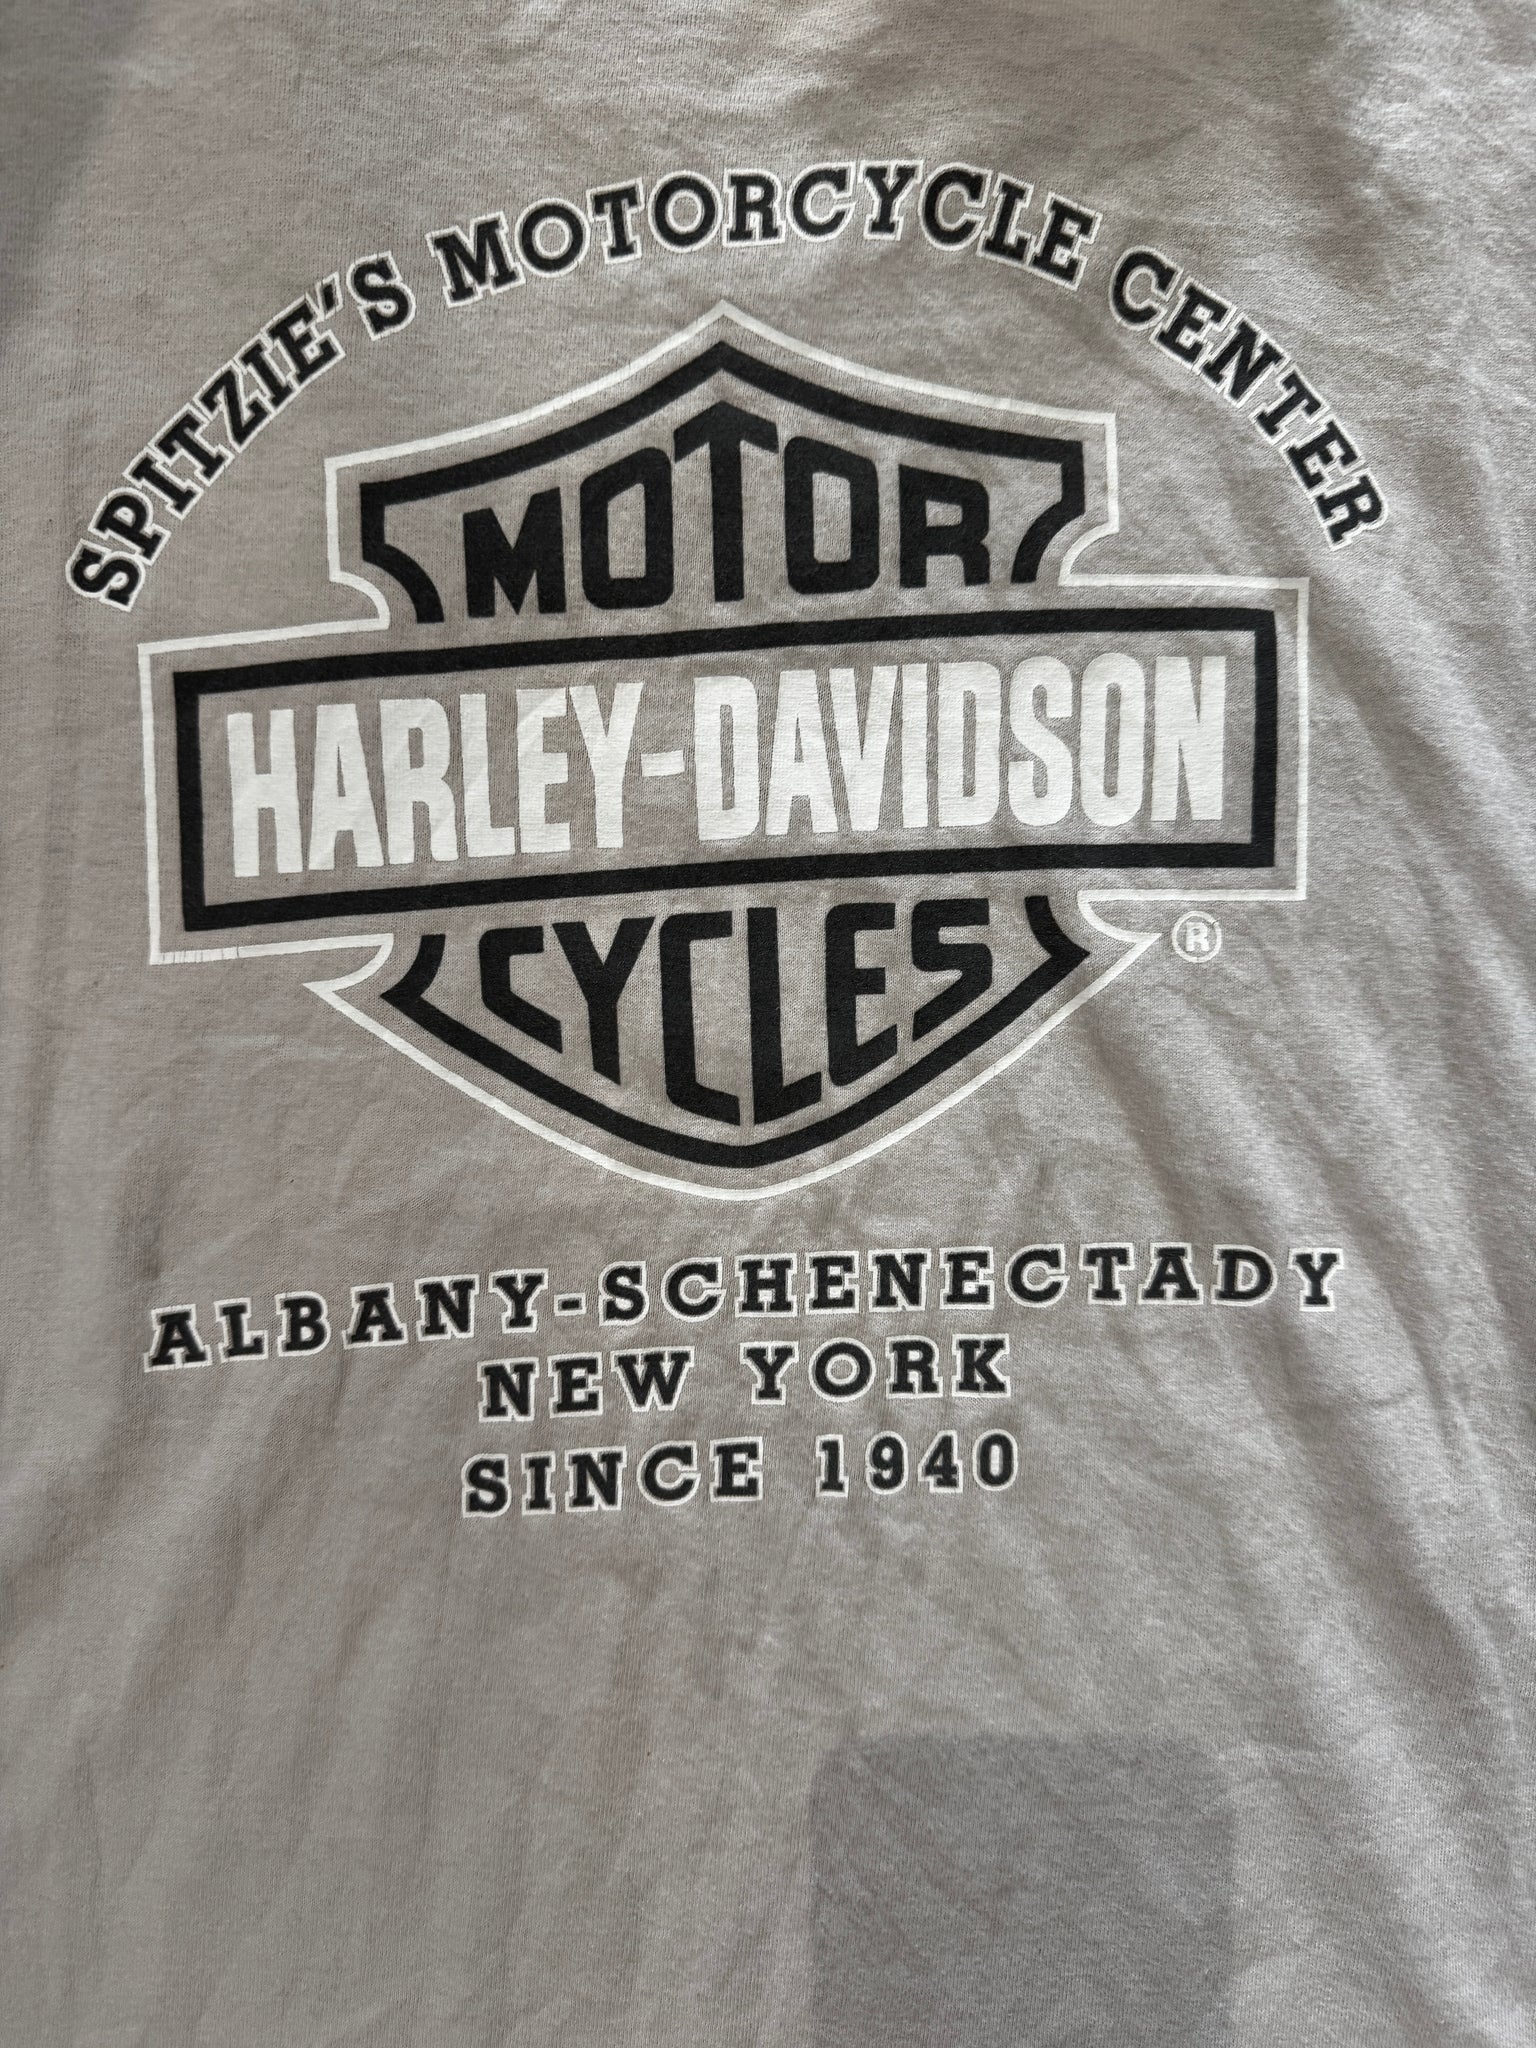 SPITZIE'S MOTORCYCLE CENTER
MOTOR
HARLEY-DAVIDSON
CYCLES
®
ALBANY-SCHENECTADY
NEW YORK
SINCE 1940